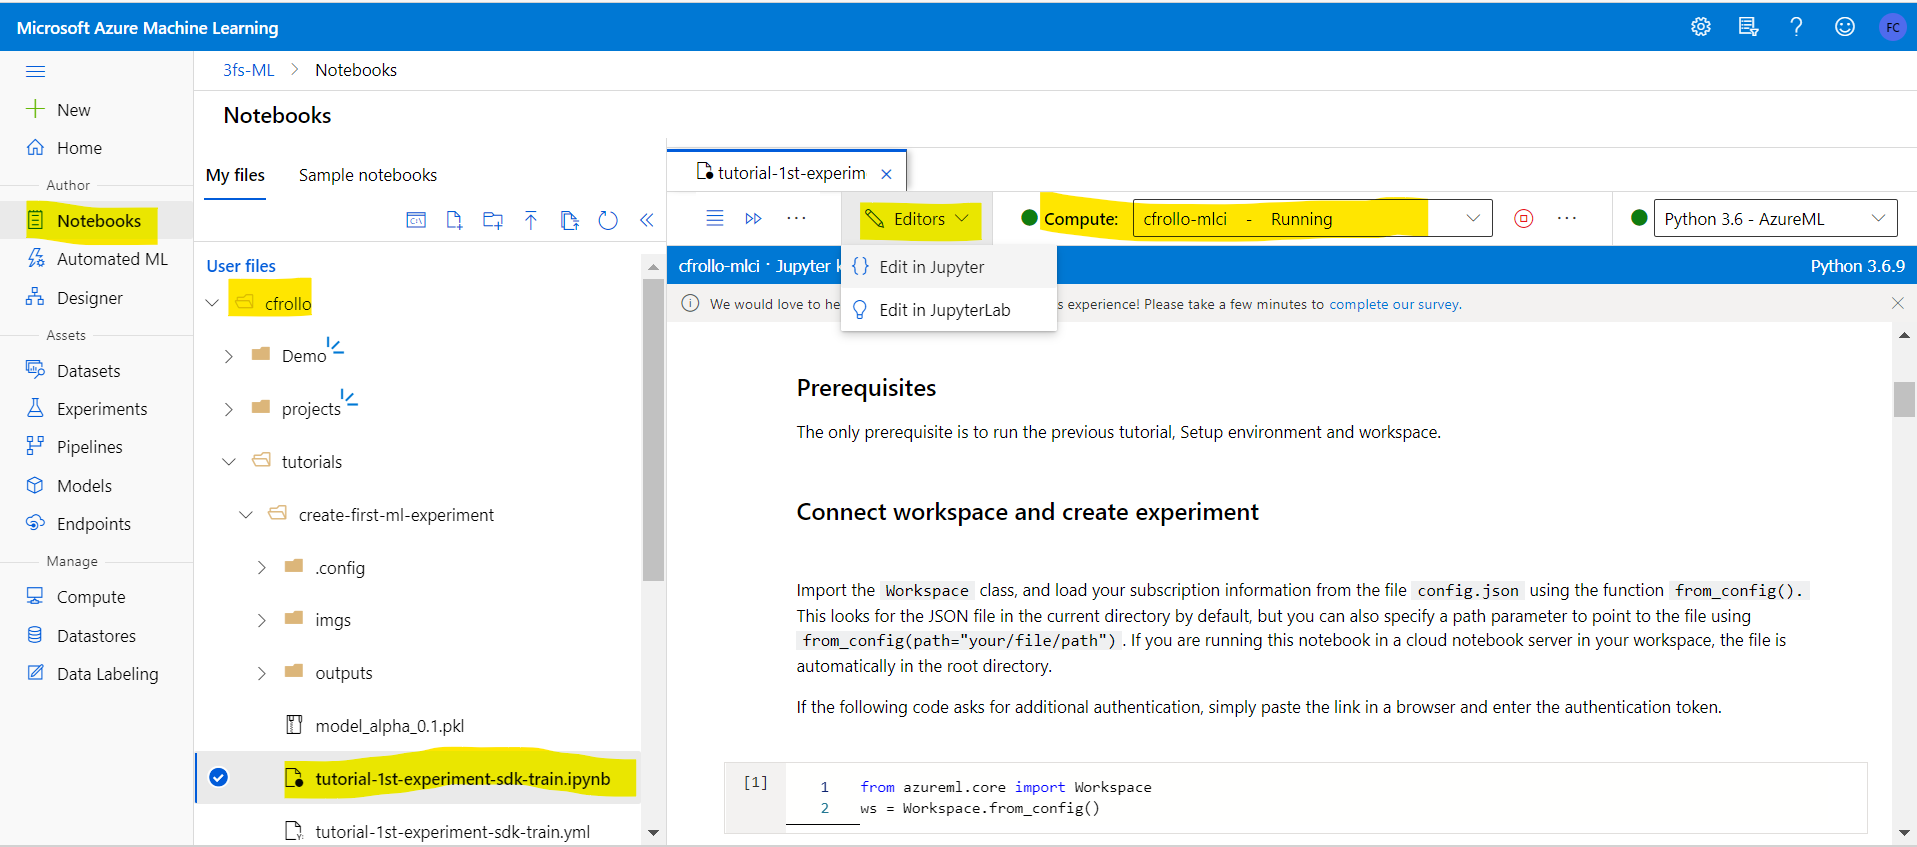 Microsoft Azure Machine Learning
FC
3fs-ML > Notebooks
New
Home
Author
Notebooks
Automated ML
Designer
Assets
Datasets
Experiments
Pipelines
Models
Endpoints
Manage
Compute
Datastores
Data Labeling
Notebooks
My files
Sample notebooks
User files
cfrollo
Demo
projects
tutorials
create-first-ml-experiment
.config
imgs
outputs
model_alpha_0.1.pkl
tutorial-1st-experiment-sdk-train.ipynb
tutorial-1st-experiment-sdk-train.yml
tutorial-1st-experim
Editors
Compute: cfrollo-mlci - Running
Python 3.6 - AzureML
cfrollo-mlci · Jupyter
Python 3.6.9
Edit in Jupyter
Edit in JupyterLab
We would love to
s experience! Please take a few minutes to complete our survey.
Prerequisites
The only prerequisite is to run the previous tutorial, Setup environment and workspace.
Connect workspace and create experiment
Import the Workspace class, and load your subscription information from the file config.json using the function from_config().
This looks for the JSON file in the current directory by default, but you can also specify a path parameter to point to the file using
from_config(path="your/file/path") . If you are running this notebook in a cloud notebook server in your workspace, the file is
automatically in the root directory.
If the following code asks for additional authentication, simply paste the link in a browser and enter the authentication token.
[1]
1 from azureml.core import Workspace
2 ws = Workspace.from_config()